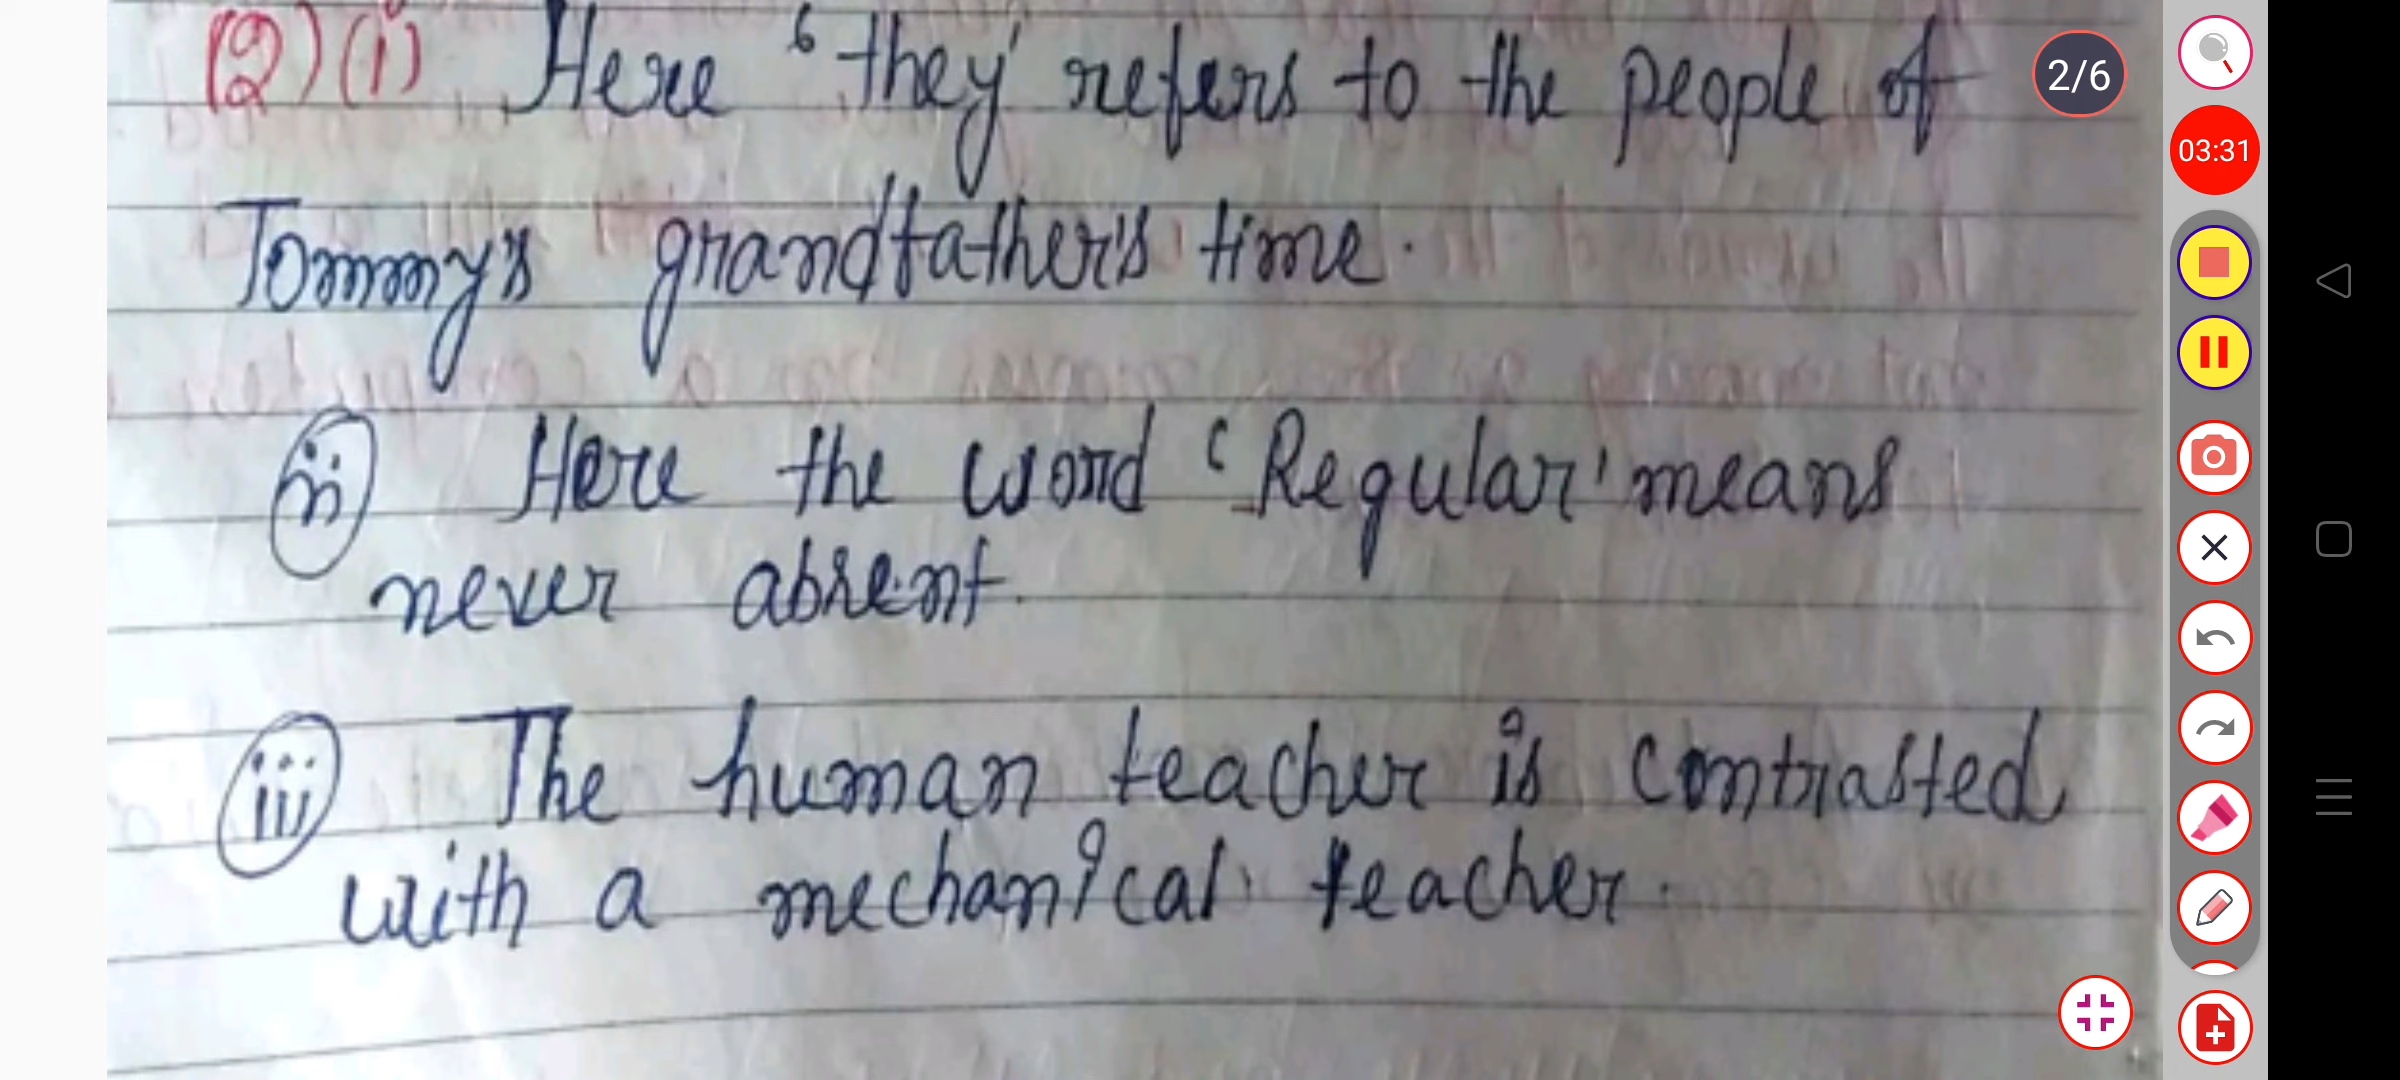 (2) (i) Here ‘they’ refers to the people of
Tommy's grandfather's time.
(ii) Here the word ‘Regular’ means
never absent.
(iii) The human teacher is contrasted
with a mechanical teacher.
2/6
03:31